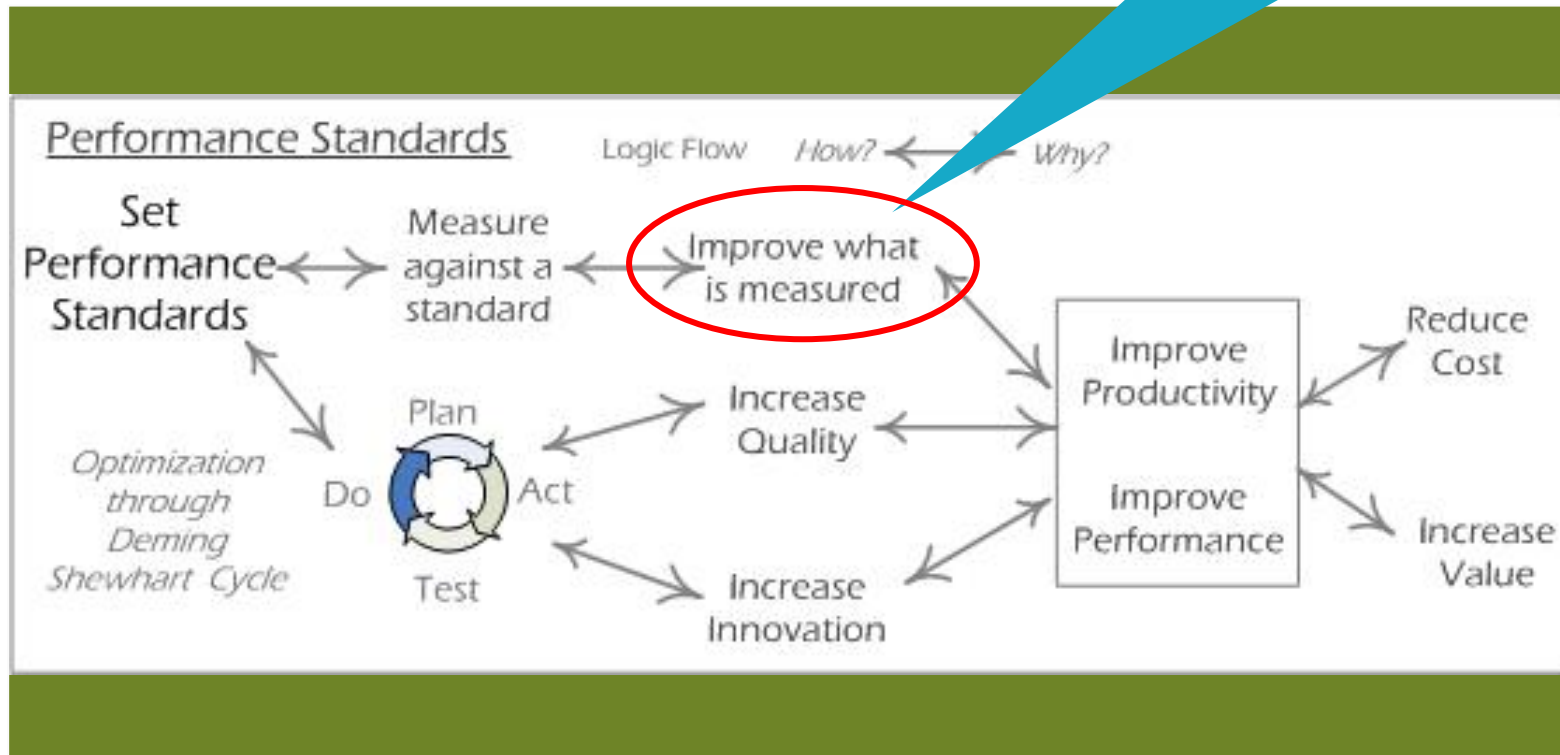 Performance Standards
Logic Flow How? Why?
Set
Performance
Standards
Measure
against a
standard
Improve what
is measured
Optimization
through
Deming
Shewhart Cycle
Plan
Do
Act
Test
Increase
Quality
Increase
Innovation
Improve
Productivity
Improve
Performance
Reduce
Cost
Increase
Value